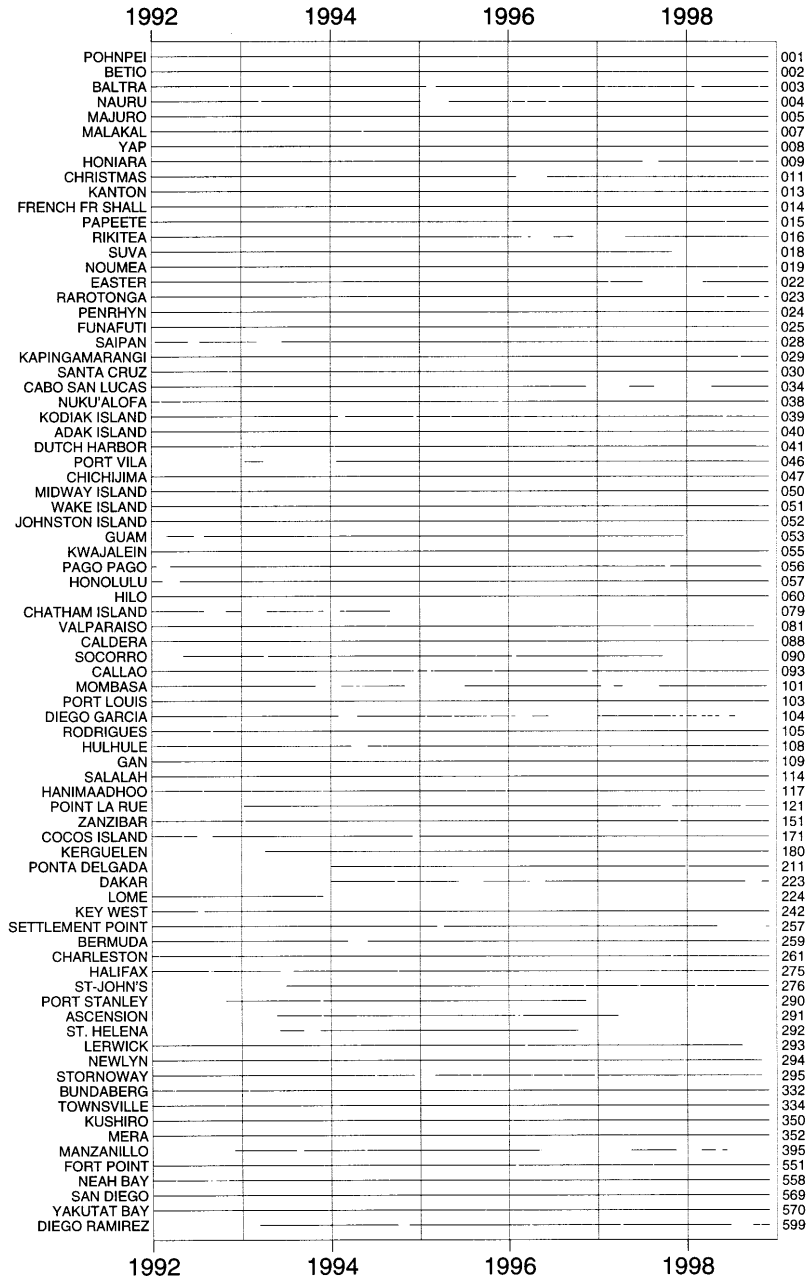 1992 1994 1996 1998
POHNPEI 001
BETIO 002
BALTRA 003
NAURU 004
MAJURO 005
MALAKAL 007
YAP 008
HONIARA 009
CHRISTMAS 011
KANTON 013
FRENCH FR SHALL 014
PAPEETE 015
RIKITEA 016
SUVA 018
NOUMEA 019
EASTER 022
RAROTONGA 023
PENRHYN 024
FUNAFUTI 025
SAIPAN 028
KAPINGAMARANGI 029
SANTA CRUZ 030
CABO SAN LUCAS 034
NUKU'ALOFA 038
KODIAK ISLAND 039
ADAK ISLAND 040
DUTCH HARBOR 041
PORT VILA 046
CHICHIJIMA 047
MIDWAY ISLAND 050
WAKE ISLAND 051
JOHNSTON ISLAND 052
GUAM 053
KWAJALEIN 055
PAGO PAGO 056
HONOLULU 057
HILO 060
CHATHAM ISLAND 079
VALPARAISO 081
CALDERA 088
SOCORRO 090
CALLAO 093
MOMBASA 101
PORT LOUIS 103
DIEGO GARCIA 104
RODRIGUES 105
HULHULE 108
GAN 109
SALALAH 114
HANIMAADHOO 117
POINT LA RUE 121
ZANZIBAR 151
COCOS ISLAND 171
KERGUELEN 180
PONTA DELGADA 211
DAKAR 223
LOME 224
KEY WEST 242
SETTLEMENT POINT 257
BERMUDA 259
CHARLESTON 261
HALIFAX 275
ST-JOHN'S 276
PORT STANLEY 290
ASCENSION 291
ST. HELENA 292
LERWICK 293
NEWLYN 294
STORNOWAY 295
BUNDABERG 332
TOWNSVILLE 334
KUSHIRO 350
MERA 352
MANZANILLO 395
FORT POINT 551
NEAH BAY 558
SAN DIEGO 569
YAKUTAT BAY 570
DIEGO RAMIREZ 599
1992 1994 1996 1998